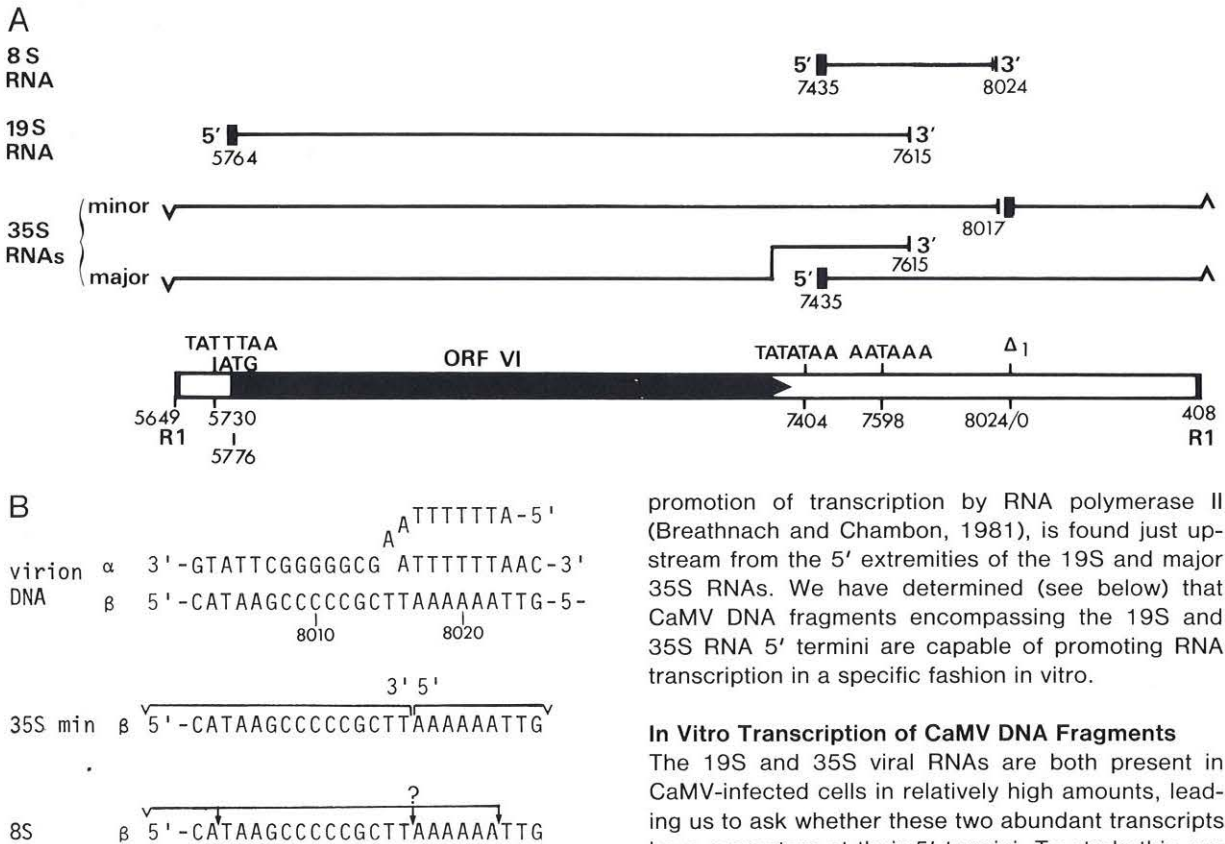 A
8 S RNA
5' 3'
7435 8024
19S RNA
5' 3'
5764 7615
35S RNAs
minor
8017
3'
7615
major
5'
7435
TATTTAA
ATG
ORF VI
TATATAA AATAAA Δ1
5649 5730 7404 7598 8024/0 408
R1 5776 R1
B
virion DNA
A A TTTTTTA-5'
α 3'-GTATTCGGGGGCG ATTTTTTAAC-3'
β 5'-CATAAGCCCCCGCTTAAAAAATTG-5-
8010 8020
3' 5'
35S min β 5'-CATAAGCCCCCGCTTAAAAAATTG
?
8S β 5'-CATAAGCCCCCGCTTAAAAAATTG
promotion of transcription by RNA polymerase II
(Breathnach and Chambon, 1981), is found just up-
stream from the 5' extremities of the 19S and major
35S RNAs. We have determined (see below) that
CaMV DNA fragments encompassing the 19S and
35S RNA 5' termini are capable of promoting RNA
transcription in a specific fashion in vitro.
In Vitro Transcription of CaMV DNA Fragments
The 19S and 35S viral RNAs are both present in
CaMV-infected cells in relatively high amounts, lead-
ing us to ask whether these two abundant transcripts